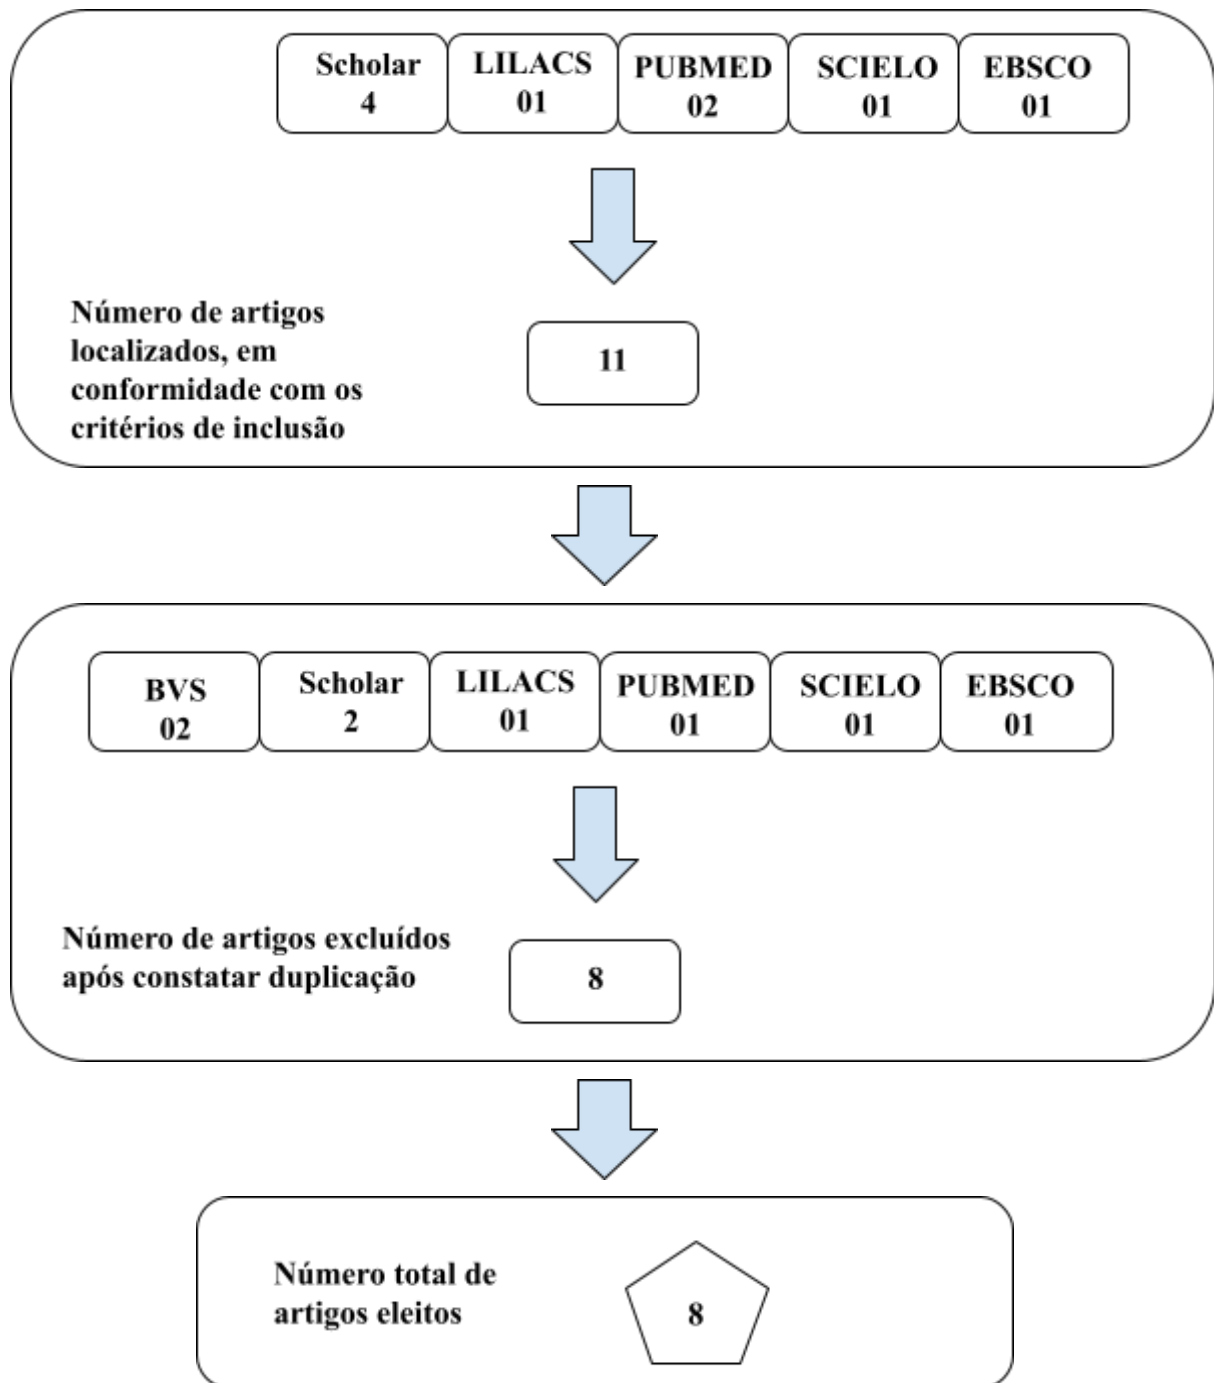 Scholar
4
LILACS
01
PUBMED
02
SCIELO
01
EBSCO
01
Número de artigos
localizados, em
conformidade com os
critérios de inclusão
11
BVS
02
Scholar
2
LILACS
01
PUBMED
01
SCIELO
01
EBSCO
01
Número de artigos excluídos
após constatar duplicação
8
Número total de
artigos eleitos
8